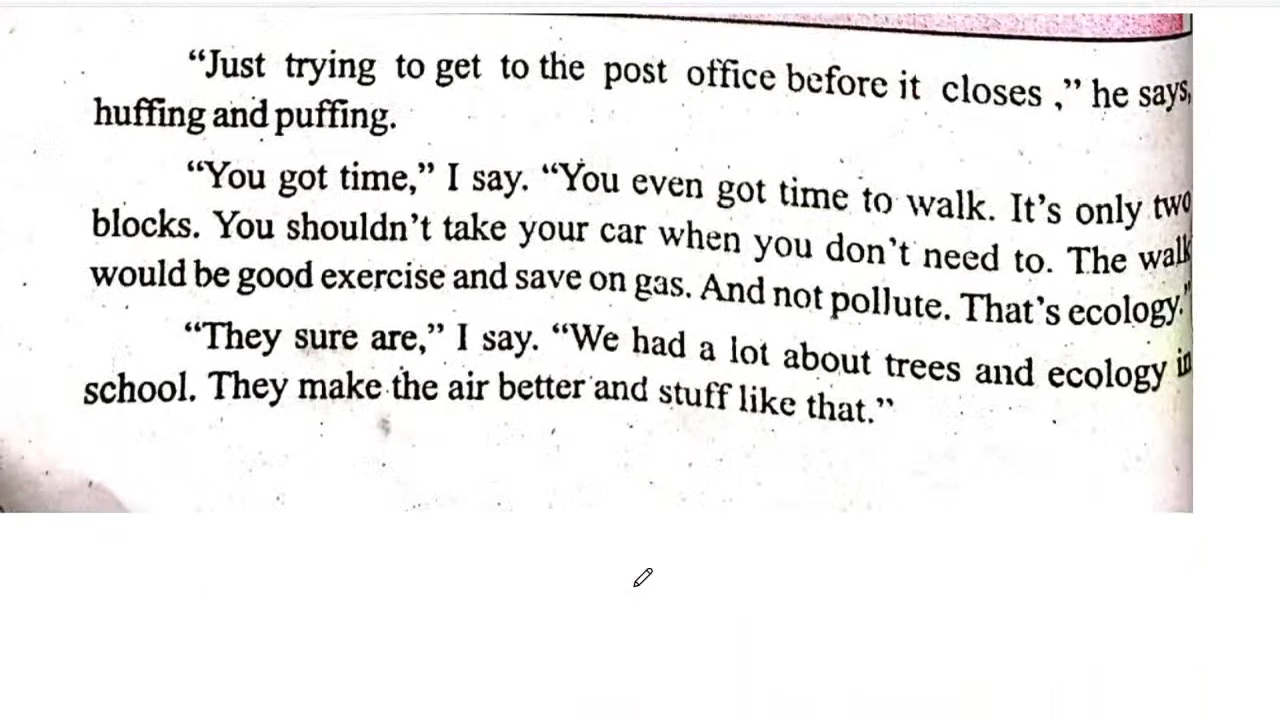 “Just trying to get to the post office before it closes ,” he says,
huffing and puffing.
“You got time,” I say. “You even got time to walk. It’s only two
blocks. You shouldn’t take your car when you don’t need to. The walk
would be good exercise and save on gas. And not pollute. That’s ecology.”
“They sure are,” I say. “We had a lot about trees and ecology in
school. They make the air better and stuff like that.”